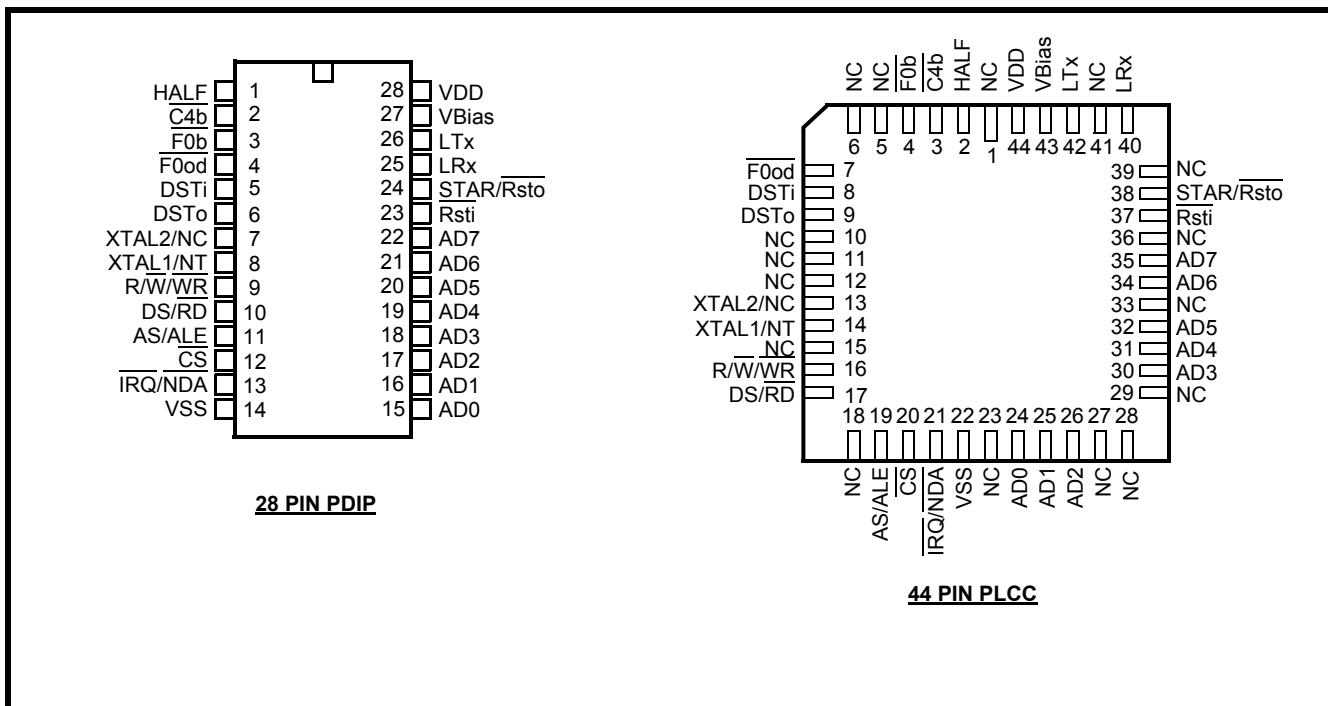 HALF 1 28 VDD
C4b 2 27 VBias
F0b 3 26 LTx
F0od 4 25 LRx
DSTi 5 24 STAR/Rsto
DSTo 6 23 Rsti
XTAL2/NC 7 22 AD7
XTAL1/NT 8 21 AD6
R/W/WR 9 20 AD5
DS/RD 10 19 AD4
AS/ALE 11 18 AD3
CS 12 17 AD2
IRQ/NDA 13 16 AD1
VSS 14 15 AD0
28 PIN PDIP
NC NC F0b C4b HALF NC VDD VBias LTx NC LRx
6 5 4 3 2 1 44 43 42 41 40
F0od 7 39 NC
DSTi 8 38 STAR/Rsto
DSTo 9 37 Rsti
NC 10 36 NC
NC 11 35 AD7
NC 12 34 AD6
XTAL2/NC 13 33 NC
XTAL1/NT 14 32 AD5
NC 15 31 AD4
R/W/WR 16 30 AD3
DS/RD 17 29 NC
18 19 20 21 22 23 24 25 26 27 28
NC AS/ALE CS IRQ/NDA VSS NC AD0 AD1 AD2 NC NC
44 PIN PLCC